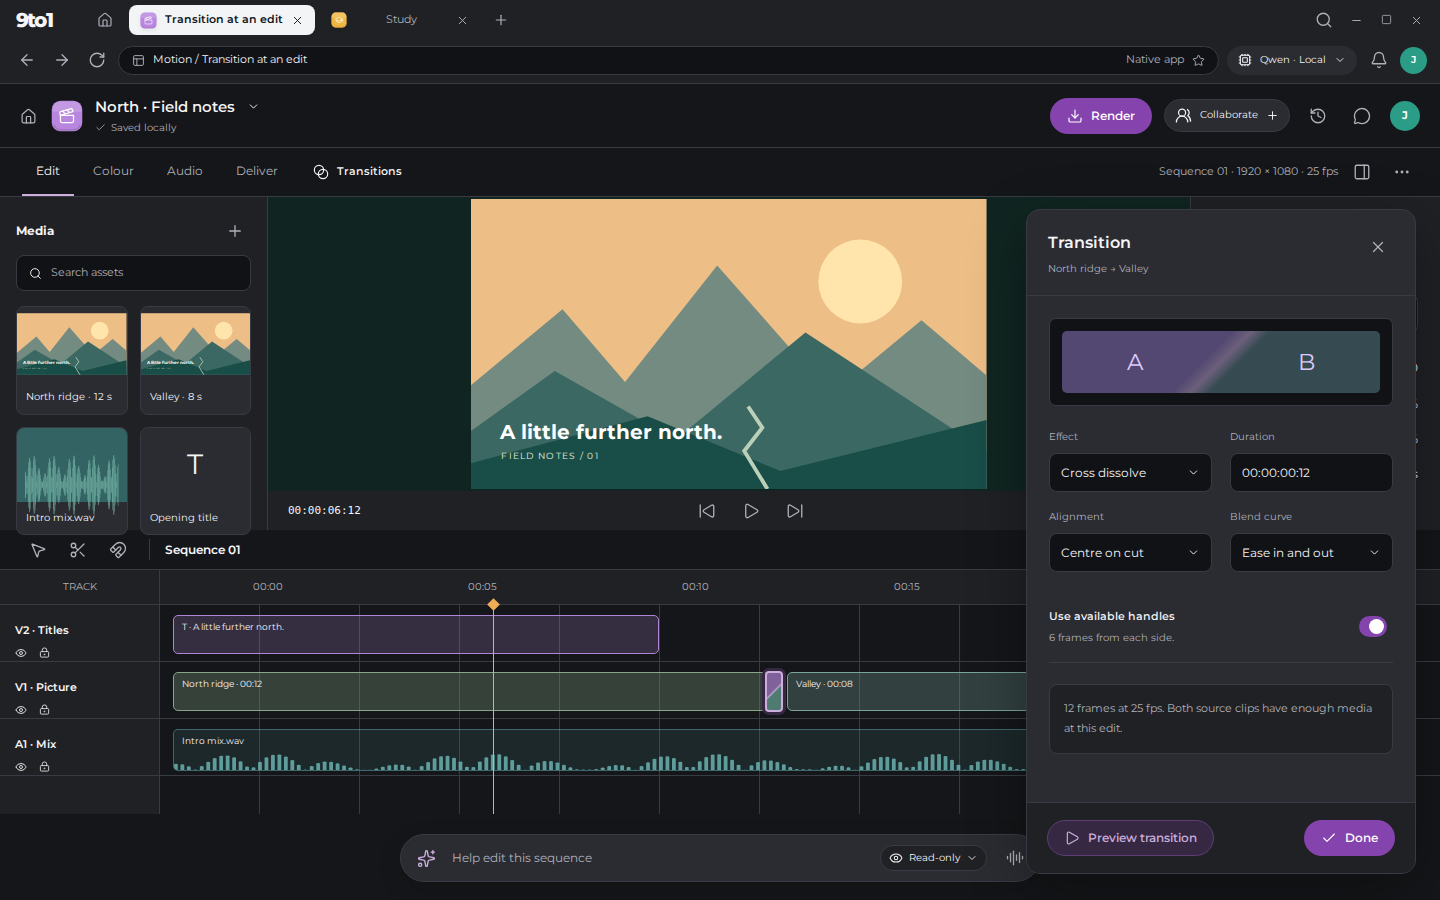 9to1
Transition at an edit
Study
Motion / Transition at an edit
Native app
Qwen · Local
J
North · Field notes
Saved locally
Render
Collaborate
J
Edit
Colour
Audio
Deliver
Transitions
Sequence 01 · 1920 × 1080 · 25 fps
Media
Search assets
North ridge · 12 s
Valley · 8 s
Intro mix.wav
T
Opening title
A little further north.
FIELD NOTES / 01
00:00:06:12
Transition
North ridge → Valley
A
B
Effect
Duration
Cross dissolve
00:00:00:12
Alignment
Blend curve
Centre on cut
Ease in and out
Use available handles
6 frames from each side.
12 frames at 25 fps. Both source clips have enough media
at this edit.
Preview transition
Done
Sequence 01
TRACK
00:00
00:05
00:10
00:15
V2 · Titles
T · A little further north.
V1 · Picture
North ridge · 00:12
Valley · 00:08
A1 · Mix
Intro mix.wav
Help edit this sequence
Read-only